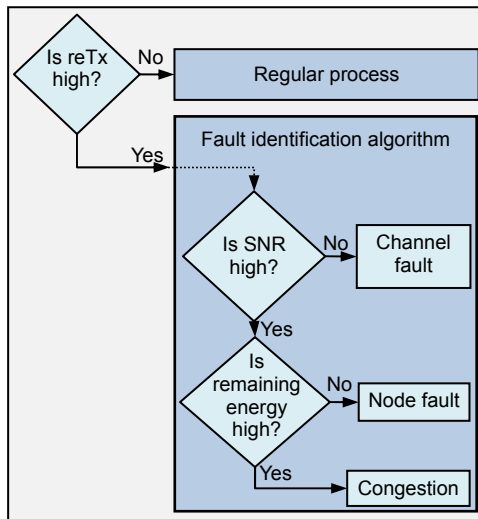 Is reTx
high?
No
Regular process
Yes
Fault identification algorithm
Is SNR
high?
No
Channel
fault
Yes
Is
remaining
energy
high?
No
Node fault
Yes
Congestion